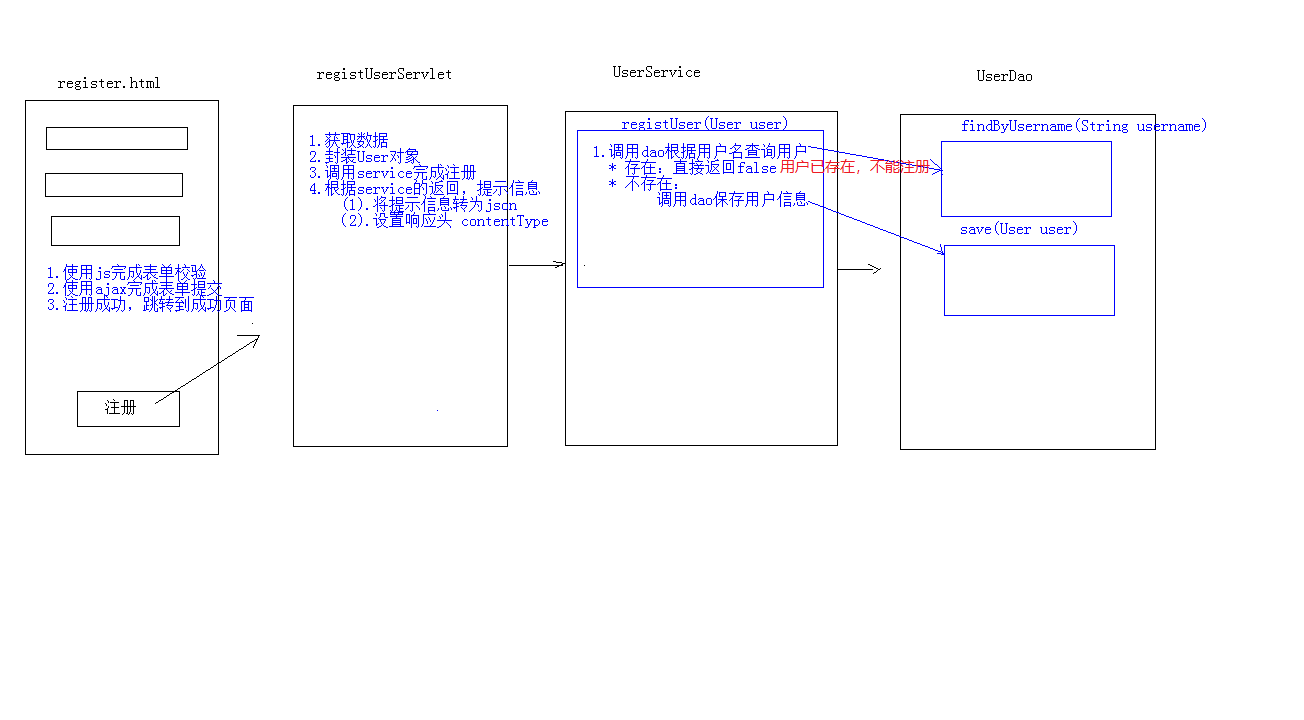 register.html
1.使用js完成表单校验
2.使用ajax完成表单提交
3.注册成功，跳转到成功页面
注册
registUserServlet
1.获取数据
2.封装User对象
3.调用service完成注册
4.根据service的返回，提示信息
(1).将提示信息转为json
(2).设置响应头 contentType
UserService
registUser(User user)
1.调用dao根据用户名查询用户
* 存在：直接返回false 用户已存在，不能注册
* 不存在：
调用dao保存用户信息
UserDao
findByUsername(String username)
save(User user)